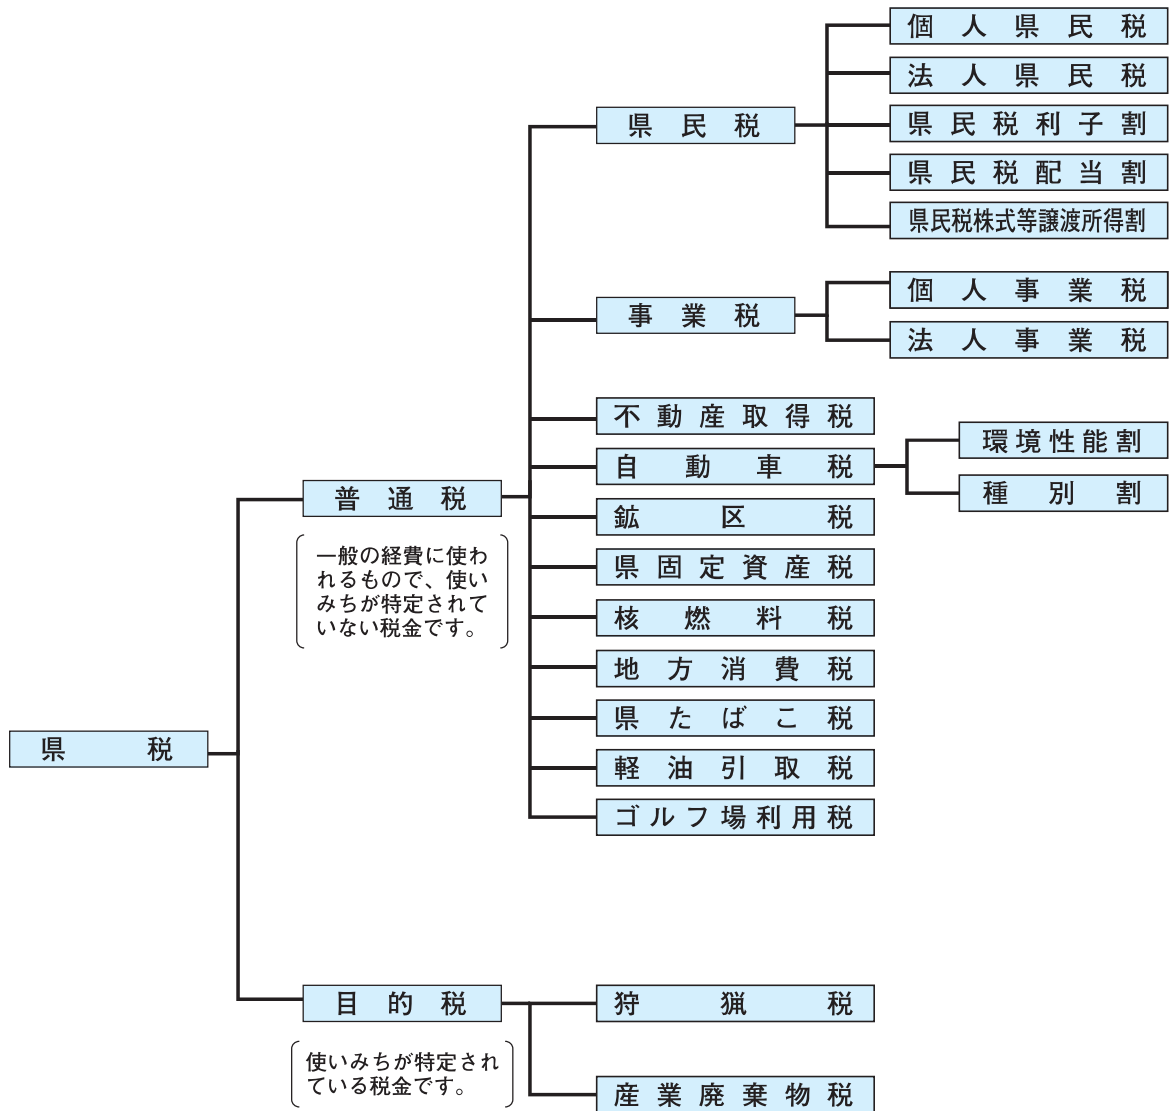 県税
普通税
一般の経費に使わ
れるもので、使い
みちが特定されて
いない税金です。
県民税
個人県民税
法人県民税
県民税利子割
県民税配当割
県民税株式等譲渡所得割
事業税
個人事業税
法人事業税
不動産取得税
自動車税
環境性能割
種別割
鉱区税
県固定資産税
核燃料税
地方消費税
県たばこ税
軽油引取税
ゴルフ場利用税
目的税
使いみちが特定され
ている税金です。
狩猟税
産業廃棄物税